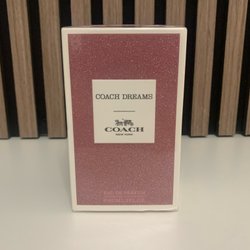 COACH DREAMS
COACH
NEW YORK
EAU DE PARFUM